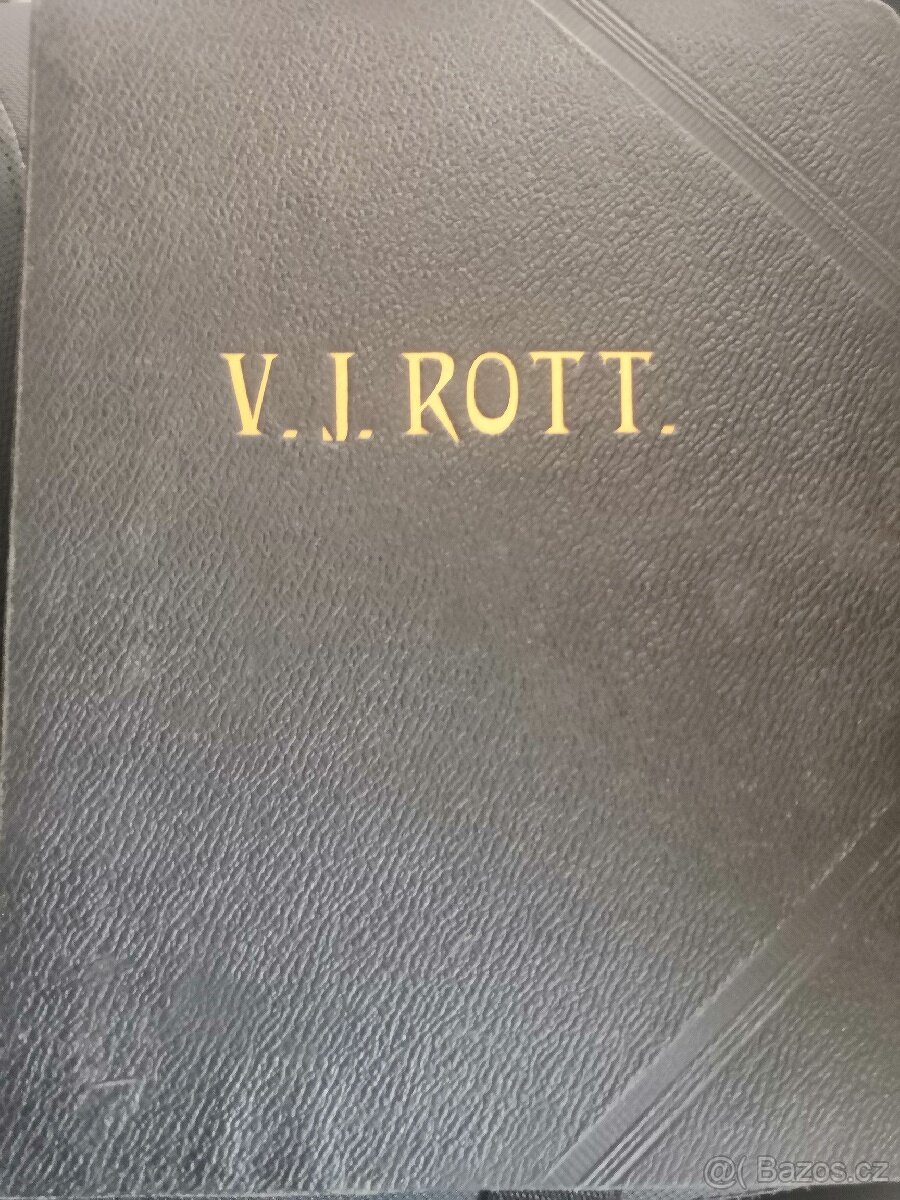 V. J. ROTT.
@( Bazos.cz